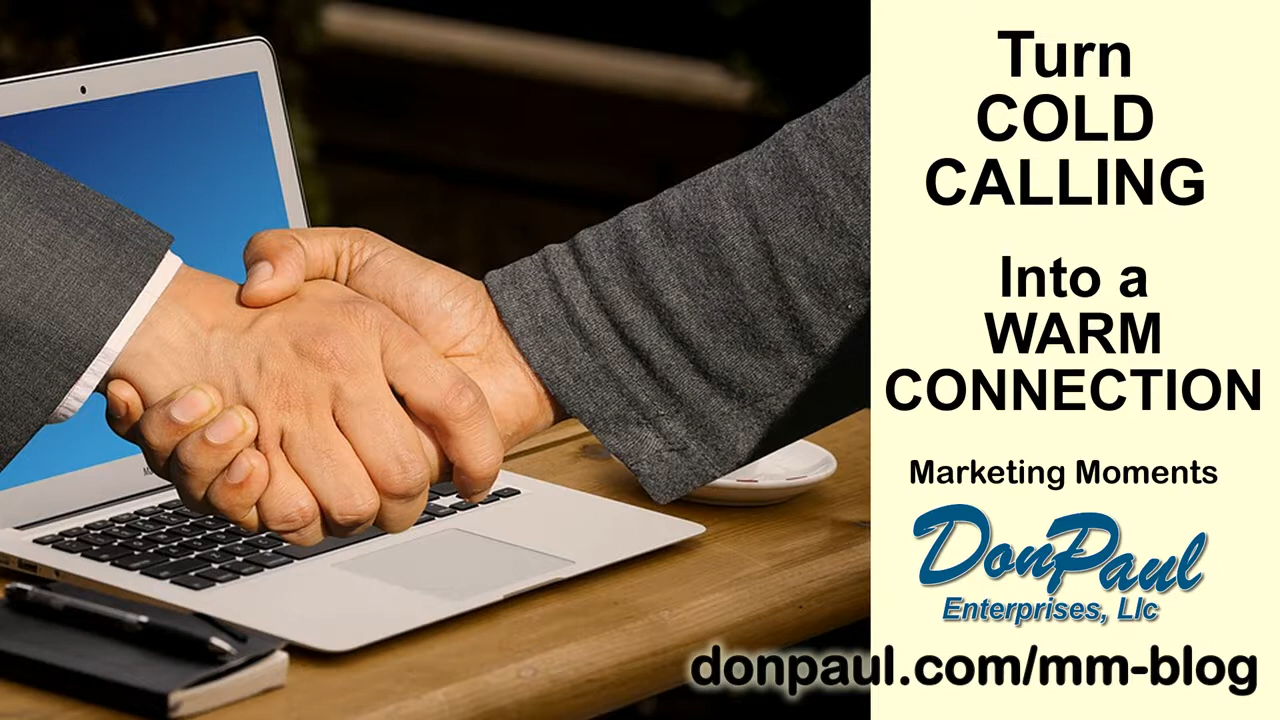 Turn
COLD
CALLING
Into a
WARM
CONNECTION
Marketing Moments
DonPaul
Enterprises, Llc
donpaul.com/mm-blog